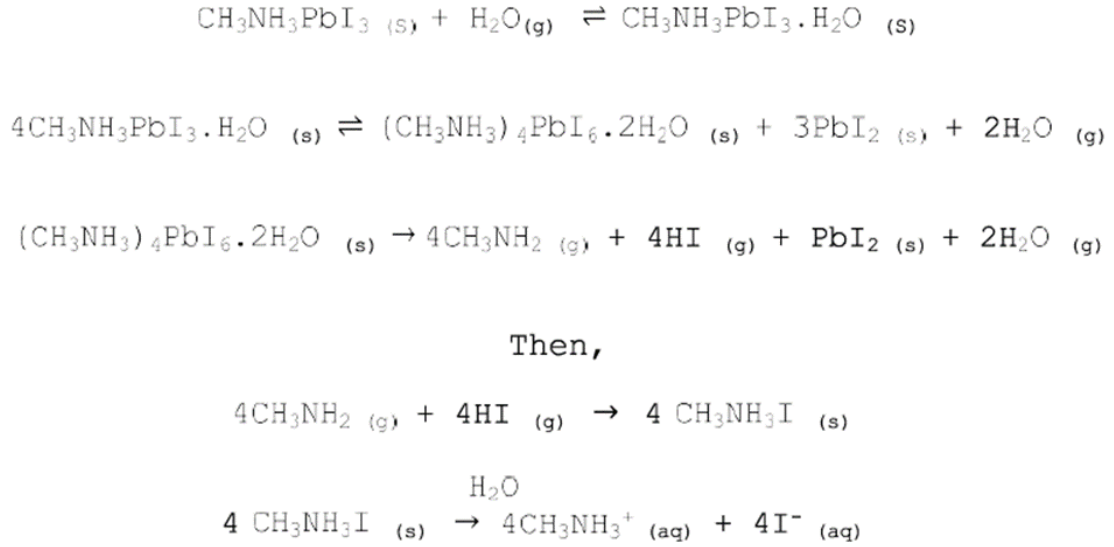 CH₃NH₃PbI₃ (s) + H₂O(g) ⇌ CH₃NH₃PbI₃.H₂O (s)
4CH₃NH₃PbI₃.H₂O (s) ⇌ (CH₃NH₃)₄PbI₆.2H₂O (s) + 3PbI₂ (s) + 2H₂O (g)
(CH₃NH₃)₄PbI₆.2H₂O (s) → 4CH₃NH₂ (g) + 4HI (g) + PbI₂ (s) + 2H₂O (g)
Then,
4CH₃NH₂ (g) + 4HI (g) → 4 CH₃NH₃I (s)
H₂O
4 CH₃NH₃I (s) → 4CH₃NH₃⁺ (aq) + 4I⁻ (aq)